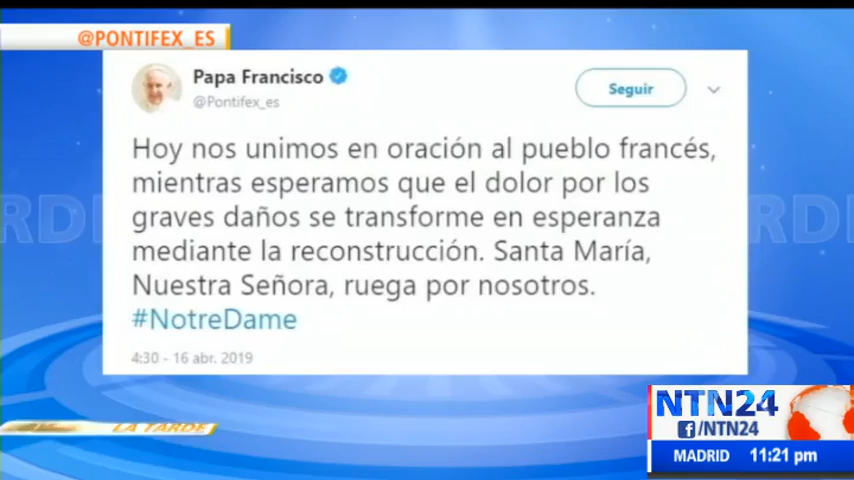 @PONTIFEX_ES
Papa Francisco
@Pontifex_es
Seguir
Hoy nos unimos en oración al pueblo francés,
mientras esperamos que el dolor por los
graves daños se transforme en esperanza
mediante la reconstrucción. Santa María,
Nuestra Señora, ruega por nosotros.
#NotreDame
4:30 - 16 abr. 2019
LA TARDE
NTN24
f/NTN24
MADRID 11:21 pm